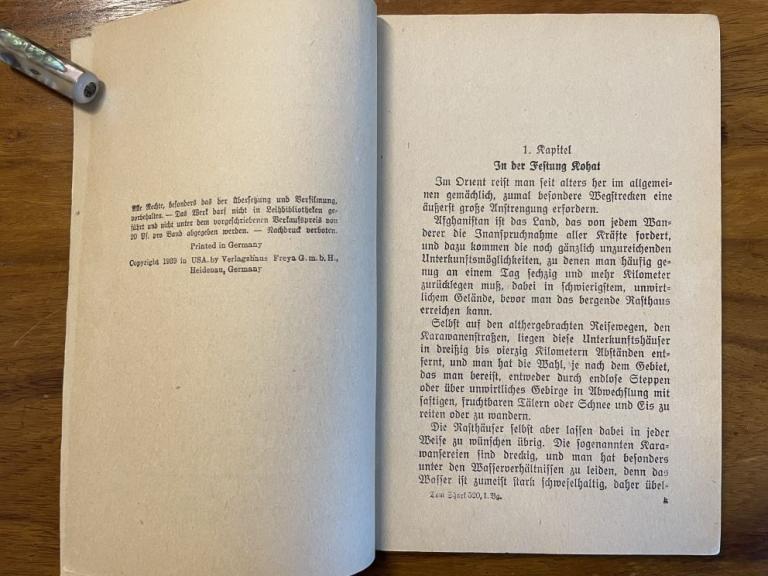 Alle Rechte, besonders das der Übersetzung und Verfilmung,
vorbehalten. — Das Werk darf nicht in Leihbibliotheken ge-
führt und nicht unter dem vorgeschriebenen Verkaufspreis von
20 Pf. pro Band abgegeben werden. — Nachdruck verboten.
Printed in Germany
Copyright 1939 in USA. by Verlagshaus Freya G. m. b. H.,
Heidenau, Germany
1. Kapitel
In der Festung Kohat
Im Orient reist man seit alters her im allgemei-
nen gemächlich, zumal besondere Wegstrecken eine
äußerst große Anstrengung erfordern.
Afghanistan ist das Land, das von jedem Wan-
derer die Inanspruchnahme aller Kräfte fordert,
und dazu kommen die noch gänzlich unzureichenden
Unterkunftsmöglichkeiten, zu denen man häufig ge-
nug an einem Tag sechzig und mehr Kilometer
zurücklegen muß, dabei in schwierigstem, unwirt-
lichem Gelände, bevor man das bergende Rasthaus
erreichen kann.
Selbst auf den althergebrachten Reisewegen, den
Karawanenstraßen, liegen diese Unterkunftshäuser
in dreißig bis vierzig Kilometern Abständen ent-
fernt, und man hat die Wahl, je nach dem Gebiet,
das man bereist, entweder durch endlose Steppen
oder über unwirtliches Gebirge in Abwechslung mit
saftigen, fruchtbaren Tälern oder Schnee und Eis zu
reiten oder zu wandern.
Die Rasthäuser selbst aber lassen dabei in jeder
Weise zu wünschen übrig. Die sogenannten Kara-
wansereien sind dreckig, und man hat besonders
unter den Wasserverhältnissen zu leiden, denn das
Wasser ist zumeist stark schwefelhaltig, daher übel-
Tom Shark 520, 1. Bg.